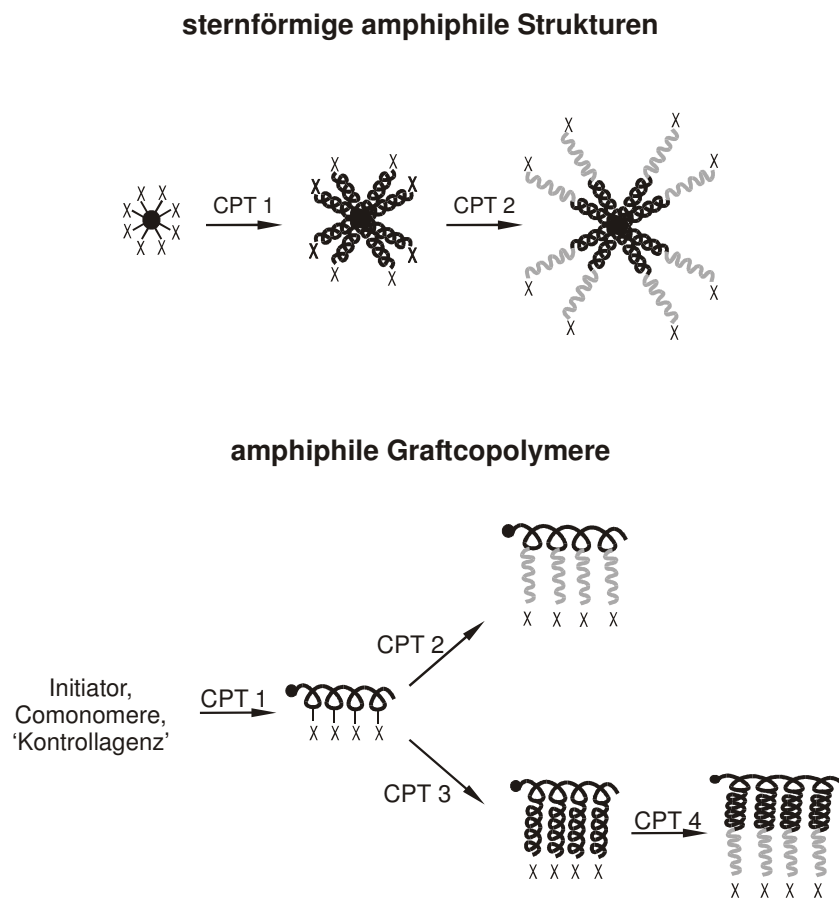 sternförmige amphiphile Strukturen
X X
X X
X X
X X
CPT 1
X X
X X
X X
X X
CPT 2
X X
X X
X X
X X
amphiphile Graftcopolymere
Initiator,
Comonomere,
‘Kontrollagenz’
CPT 1
X X X X
CPT 2
X X X X
CPT 3
X X X X
CPT 4
X X X X